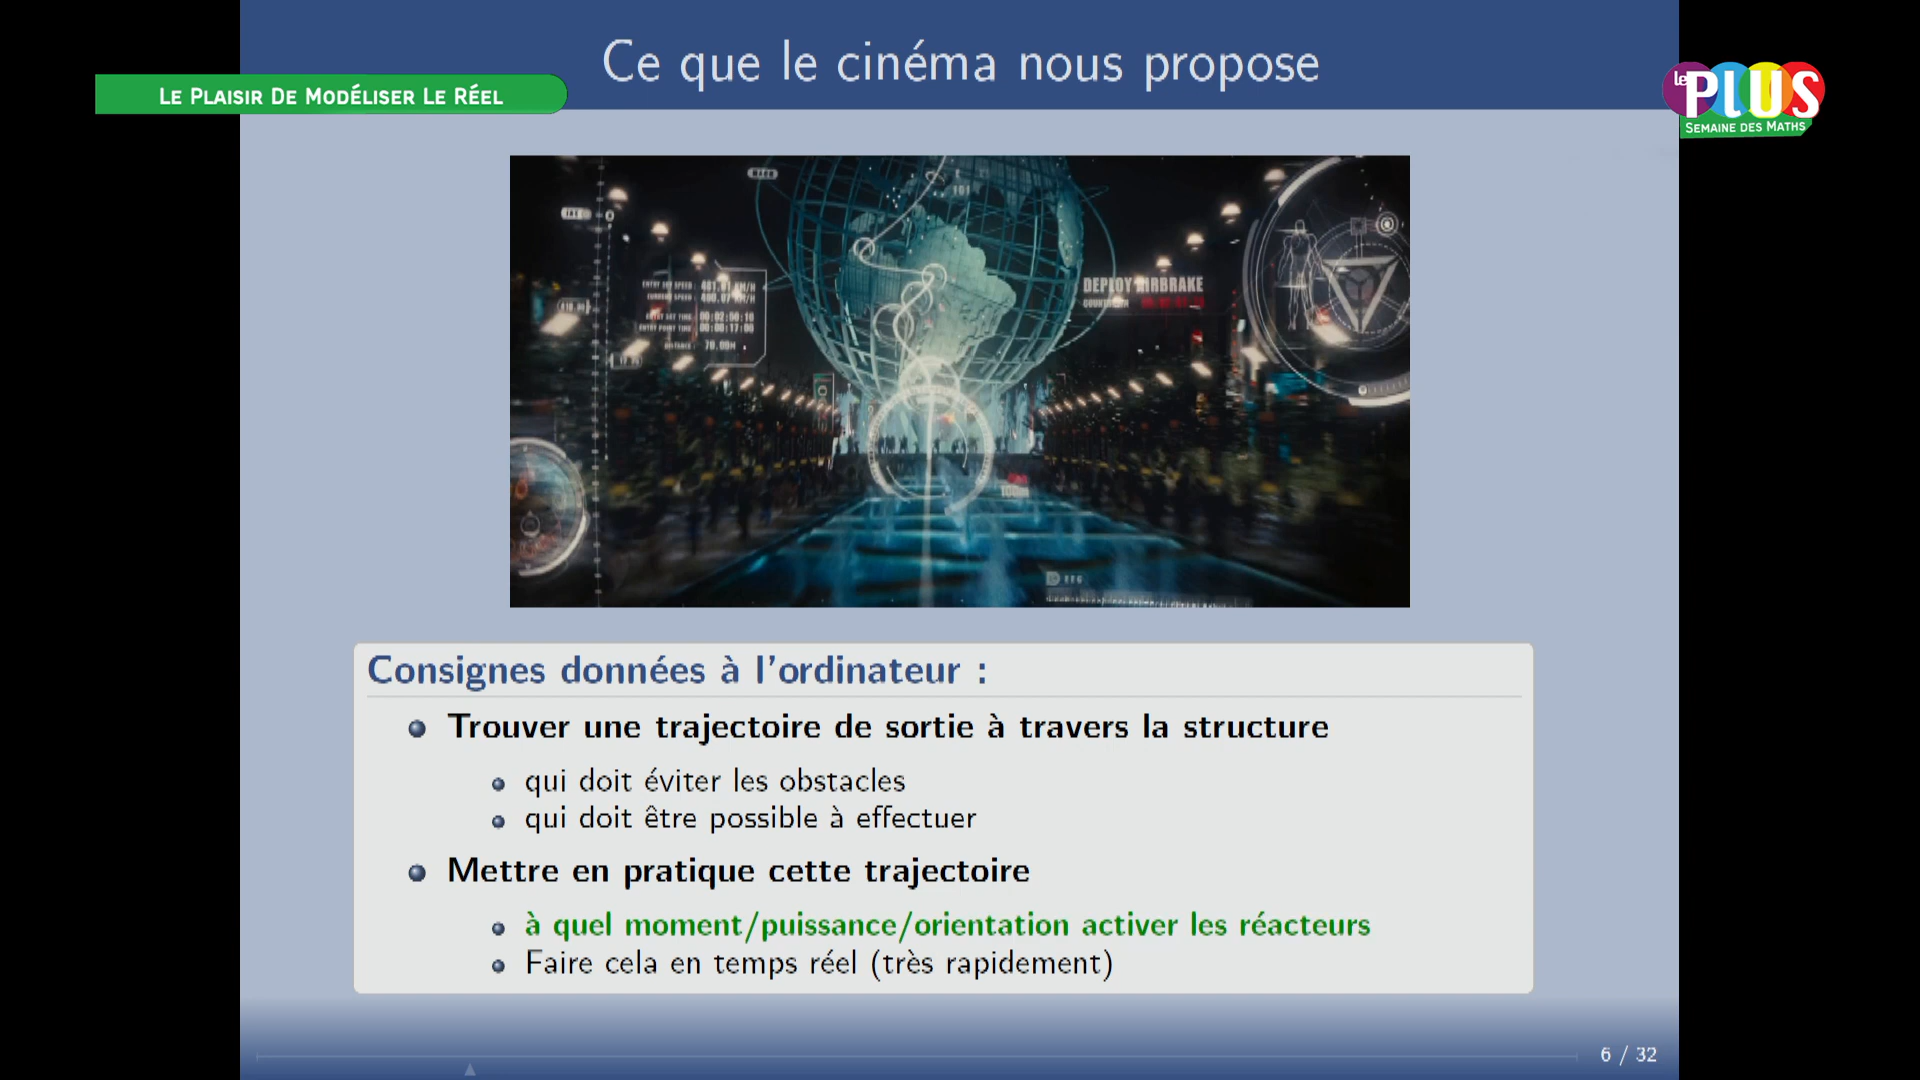 Ce que le cinéma nous propose
Le Plaisir De Modéliser Le Réel
le
PLUS
Semaine des Maths
101
DEPLOY AIRBRAKE
100m
Consignes données à l'ordinateur :
Trouver une trajectoire de sortie à travers la structure
qui doit éviter les obstacles
qui doit être possible à effectuer
Mettre en pratique cette trajectoire
à quel moment/puissance/orientation activer les réacteurs
Faire cela en temps réel (très rapidement)
6 / 32